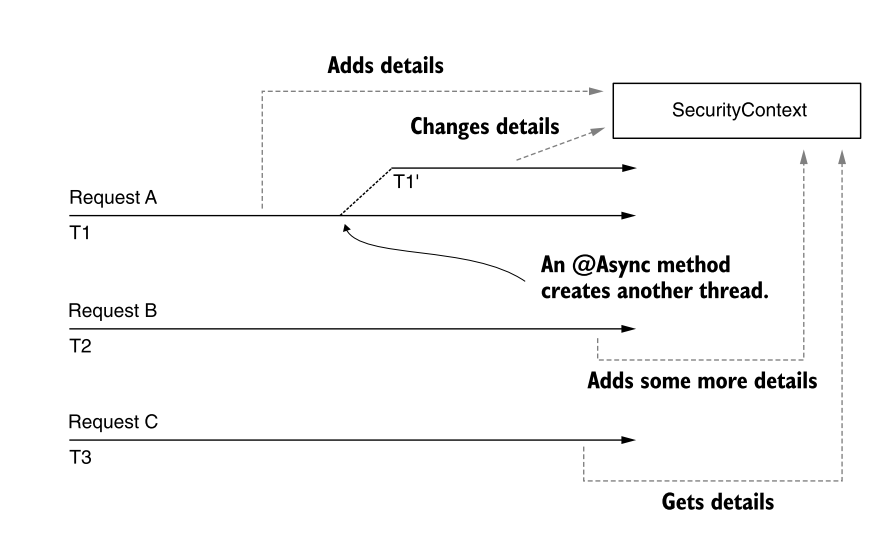 Adds details
SecurityContext
Changes details
T1'
Request A
T1
An @Async method
creates another thread.
Request B
T2
Adds some more details
Request C
T3
Gets details